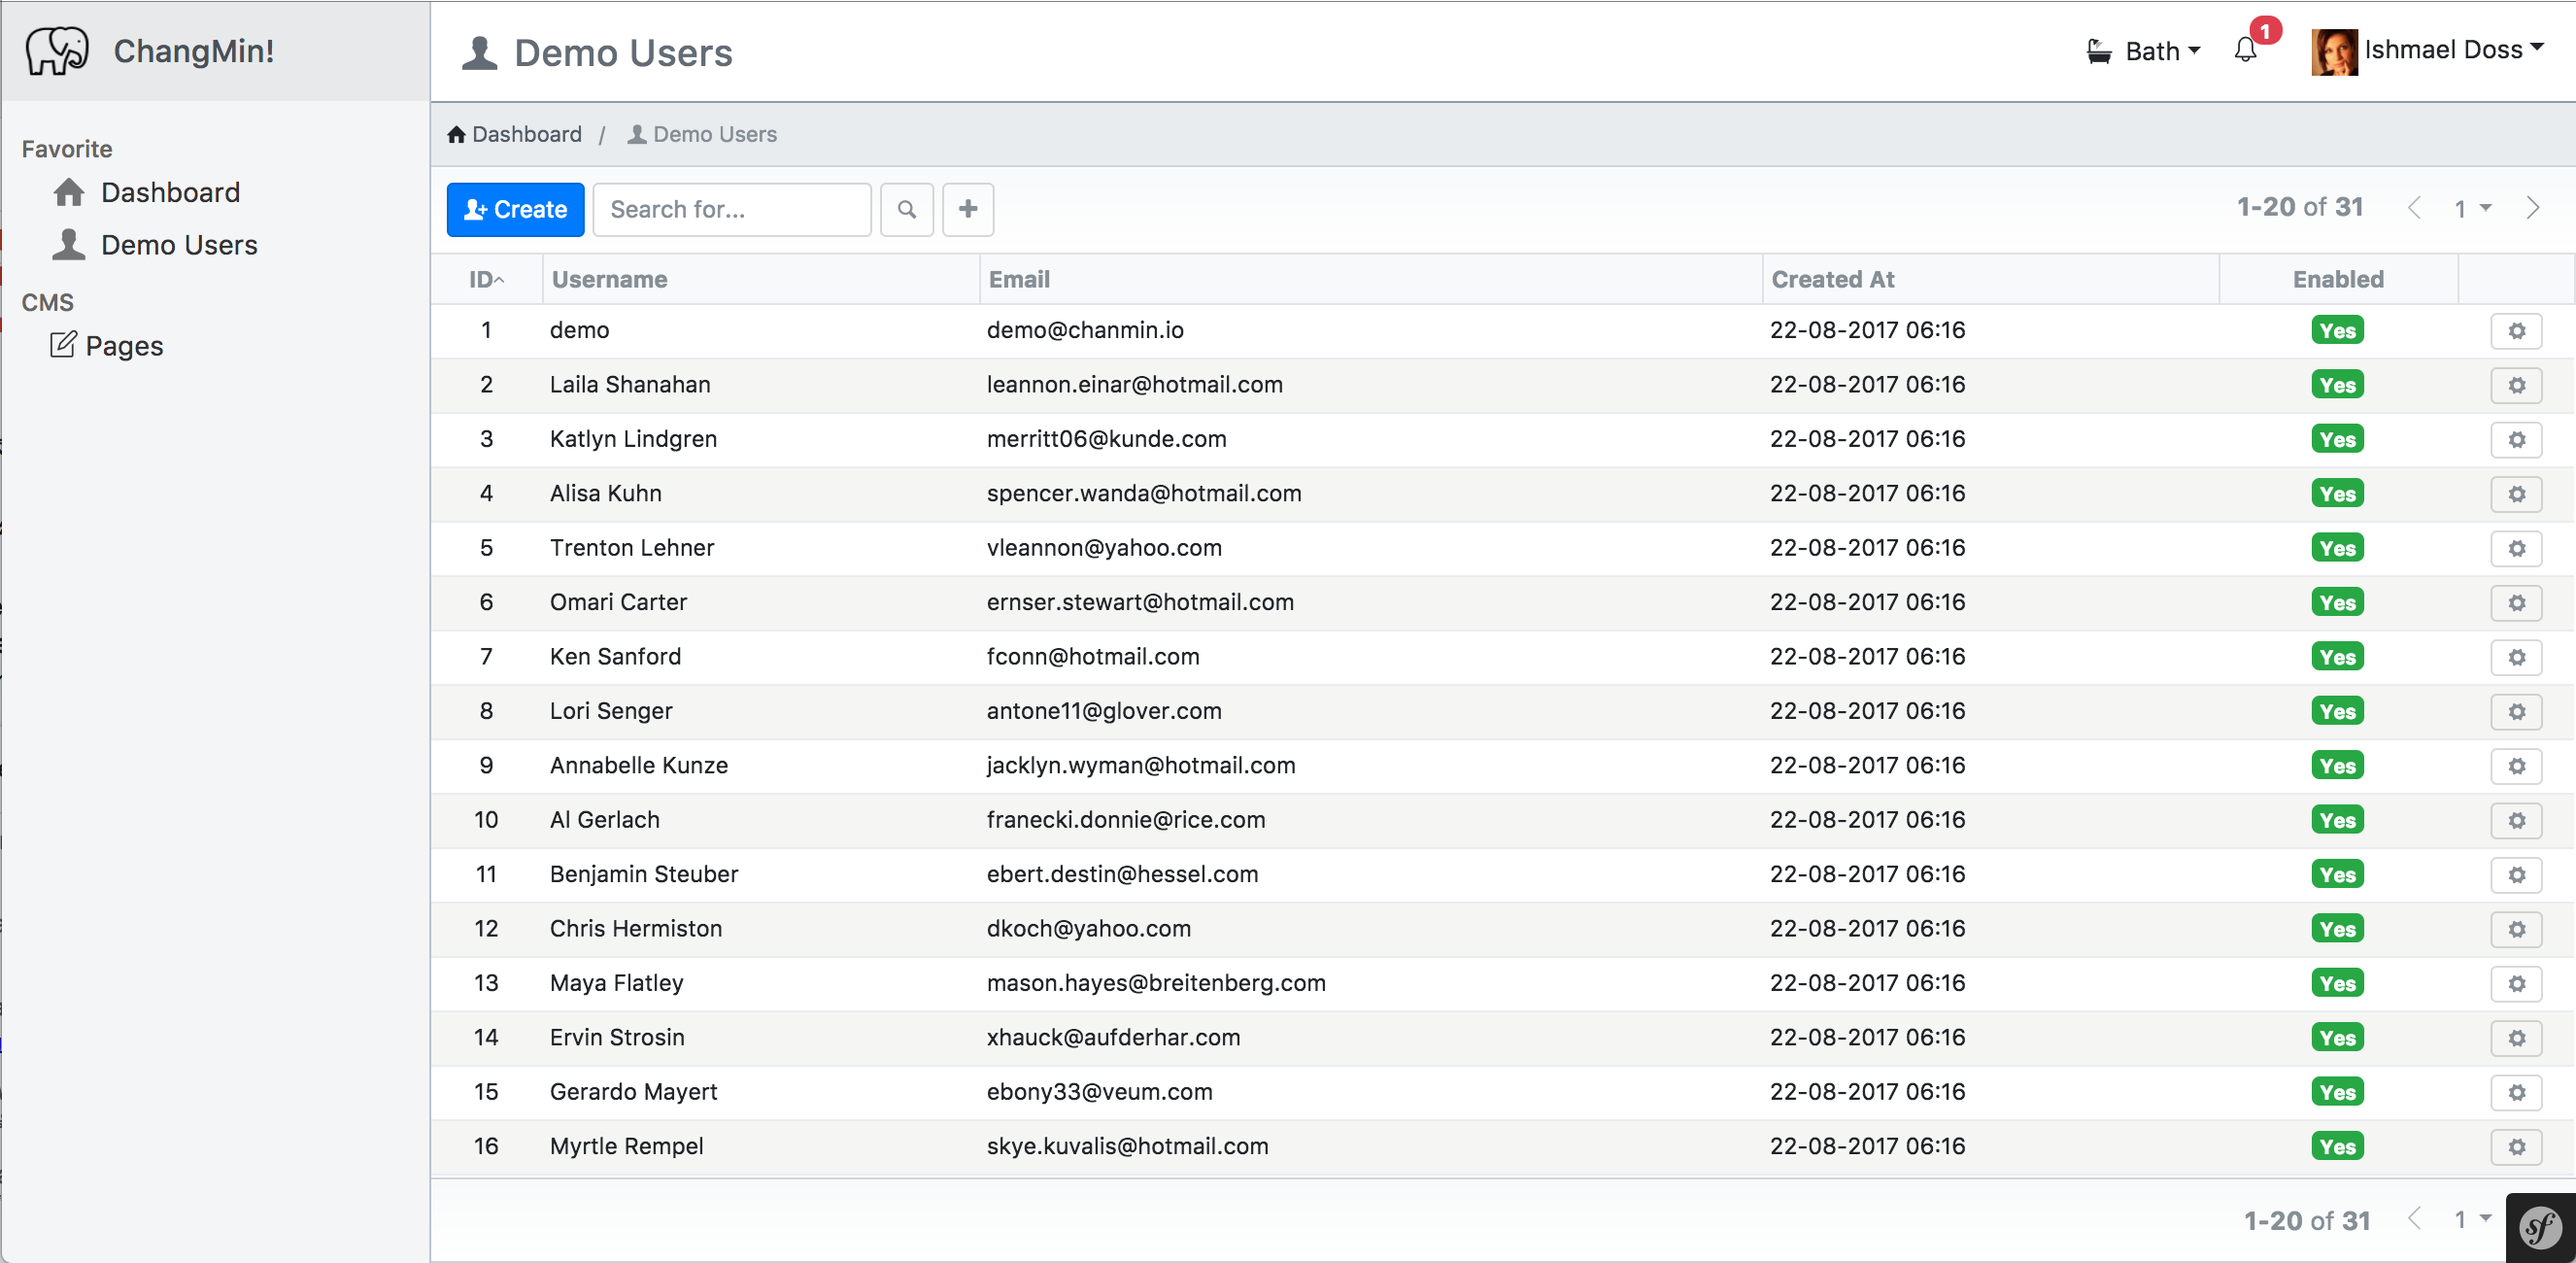 ChangMin!
Demo Users
Bath
1
Ishmael Doss
Favorite
Dashboard
Demo Users
CMS
Pages
Dashboard / Demo Users
Create Search for... 1-20 of 31 1
ID Username Email Created At Enabled
1 demo demo@chanmin.io 22-08-2017 06:16 Yes
2 Laila Shanahan leannon.einar@hotmail.com 22-08-2017 06:16 Yes
3 Katlyn Lindgren merritt06@kunde.com 22-08-2017 06:16 Yes
4 Alisa Kuhn spencer.wanda@hotmail.com 22-08-2017 06:16 Yes
5 Trenton Lehner vleannon@yahoo.com 22-08-2017 06:16 Yes
6 Omari Carter ernser.stewart@hotmail.com 22-08-2017 06:16 Yes
7 Ken Sanford fconn@hotmail.com 22-08-2017 06:16 Yes
8 Lori Senger antone11@glover.com 22-08-2017 06:16 Yes
9 Annabelle Kunze jacklyn.wyman@hotmail.com 22-08-2017 06:16 Yes
10 Al Gerlach franecki.donnie@rice.com 22-08-2017 06:16 Yes
11 Benjamin Steuber ebert.destin@hessel.com 22-08-2017 06:16 Yes
12 Chris Hermiston dkoch@yahoo.com 22-08-2017 06:16 Yes
13 Maya Flatley mason.hayes@breitenberg.com 22-08-2017 06:16 Yes
14 Ervin Strosin xhauck@aufderhar.com 22-08-2017 06:16 Yes
15 Gerardo Mayert ebony33@veum.com 22-08-2017 06:16 Yes
16 Myrtle Rempel skye.kuvalis@hotmail.com 22-08-2017 06:16 Yes
1-20 of 31 1
sf